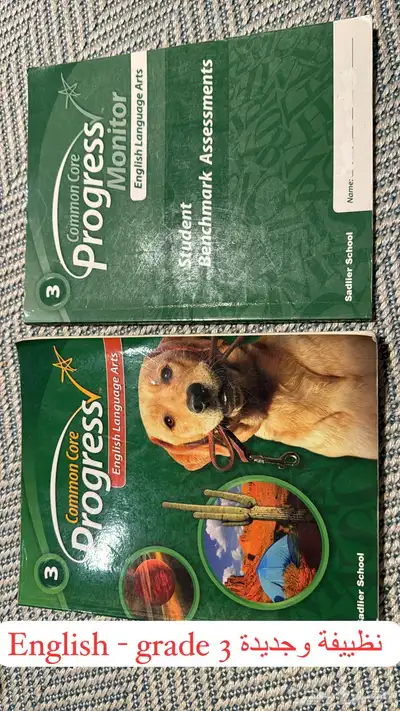 Common Core
Progress
Monitor
English Language Arts
3
Student
Benchmark Assessments
Name:
Sadlier School
Common Core
Progress
English Language Arts
3
Sadlier School
English - grade 3 نظييفة وجديدة